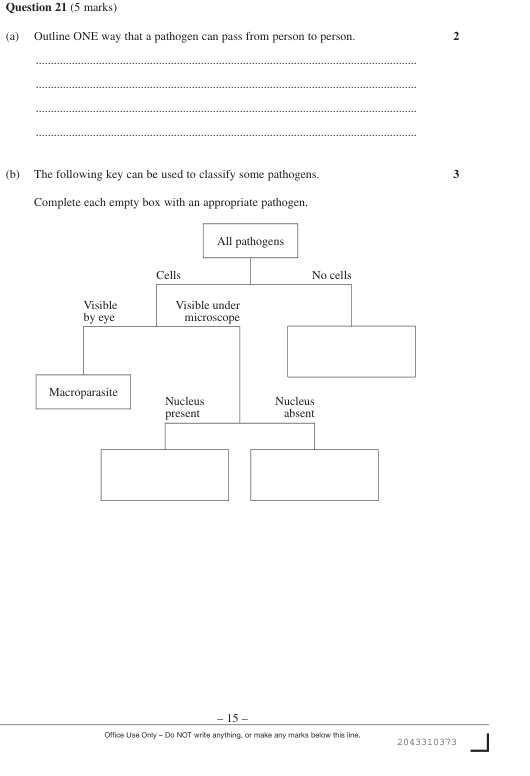 Question 21 (5 marks)
(a) Outline ONE way that a pathogen can pass from person to person. 2
................................................................................................................................
................................................................................................................................
................................................................................................................................
................................................................................................................................
(b) The following key can be used to classify some pathogens. 3
Complete each empty box with an appropriate pathogen.
All pathogens
Cells No cells
Visible
by eye
Visible under
microscope
Macroparasite
Nucleus
present
Nucleus
absent
– 15 –
Office Use Only – Do NOT write anything, or make any marks below this line.
2043310373